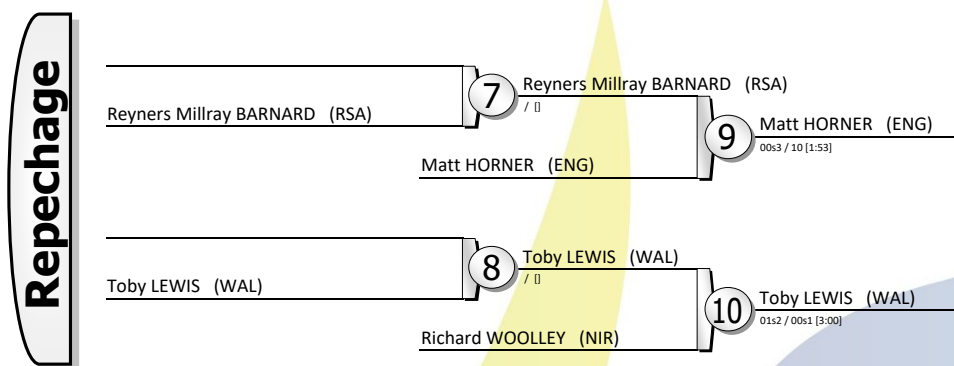 Repechage
Reyners Millray BARNARD (RSA)
7
Reyners Millray BARNARD (RSA)
/ []
Matt HORNER (ENG)
9
Matt HORNER (ENG)
00s3 / 10 [1:53]
Toby LEWIS (WAL)
8
Toby LEWIS (WAL)
/ []
Richard WOOLLEY (NIR)
10
Toby LEWIS (WAL)
01s2 / 00s1 [3:00]